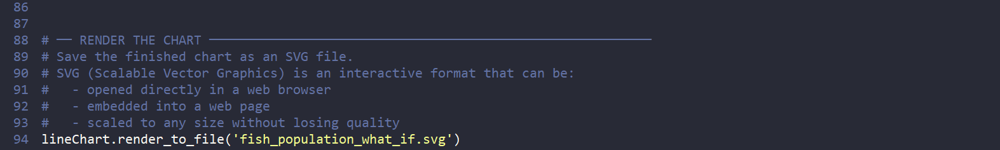 86
87
88 # ── RENDER THE CHART ──────────────────────────────────────────────────────────
89 # Save the finished chart as an SVG file.
90 # SVG (Scalable Vector Graphics) is an interactive format that can be:
91 #   - opened directly in a web browser
92 #   - embedded into a web page
93 #   - scaled to any size without losing quality
94 lineChart.render_to_file('fish_population_what_if.svg')